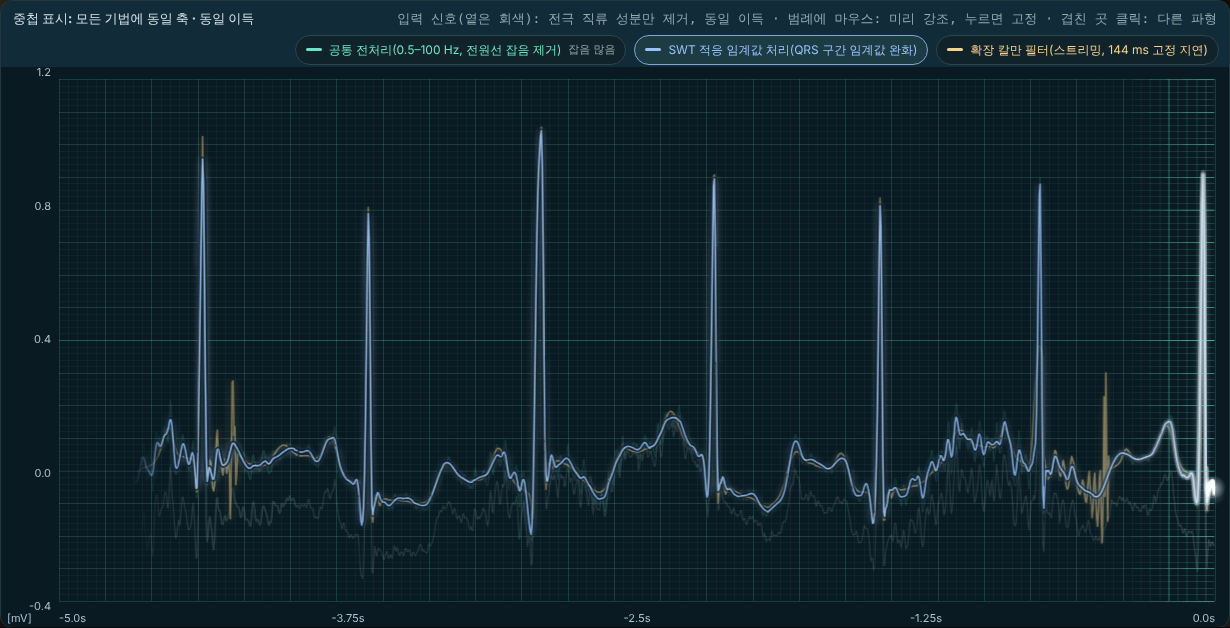 중첩 표시: 모든 기법에 동일 축 · 동일 이득
입력 신호(옅은 회색): 전극 직류 성분만 제거, 동일 이득 · 범례에 마우스: 미리 강조, 누르면 고정 · 겹친 곳 클릭: 다른 파형
공통 전처리(0.5–100 Hz, 전원선 잡음 제거) 잡음 많음
SWT 적응 임계값 처리(QRS 구간 임계값 완화)
확장 칼만 필터(스트리밍, 144 ms 고정 지연)
1.2
0.8
0.4
0.0
-0.4
[mV]
-5.0s
-3.75s
-2.5s
-1.25s
0.0s